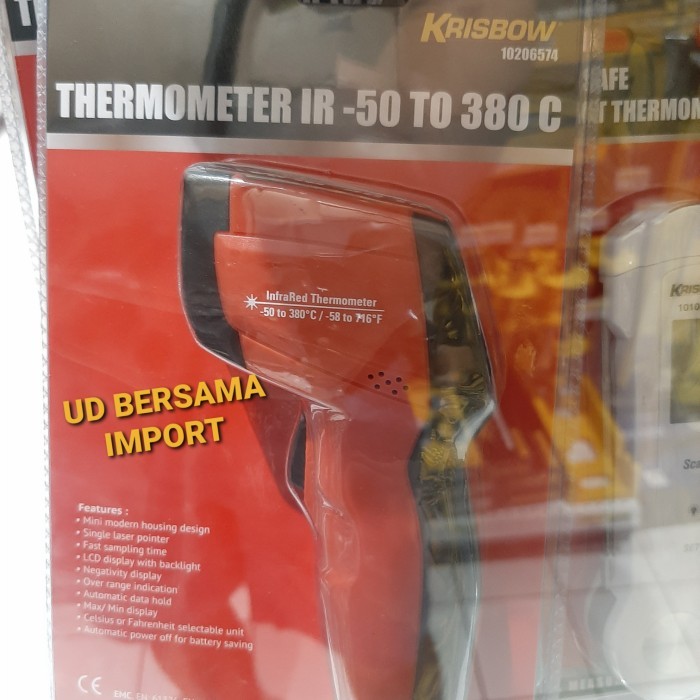 KRISBOW
10206574
THERMOMETER IR -50 TO 380 C
InfraRed Thermometer
-50 to 380°C / -58 to 716°F
UD BERSAMA
IMPORT
Features :
• Mini modern housing design
• Single laser pointer
• Fast sampling time
• LCD display with backlight
• Negativity display
• Over range indication
• Automatic data hold
• Max/ Min display
• Celsius or Fahrenheit selectable unit
• Automatic power off for battery saving
CE
EMC.